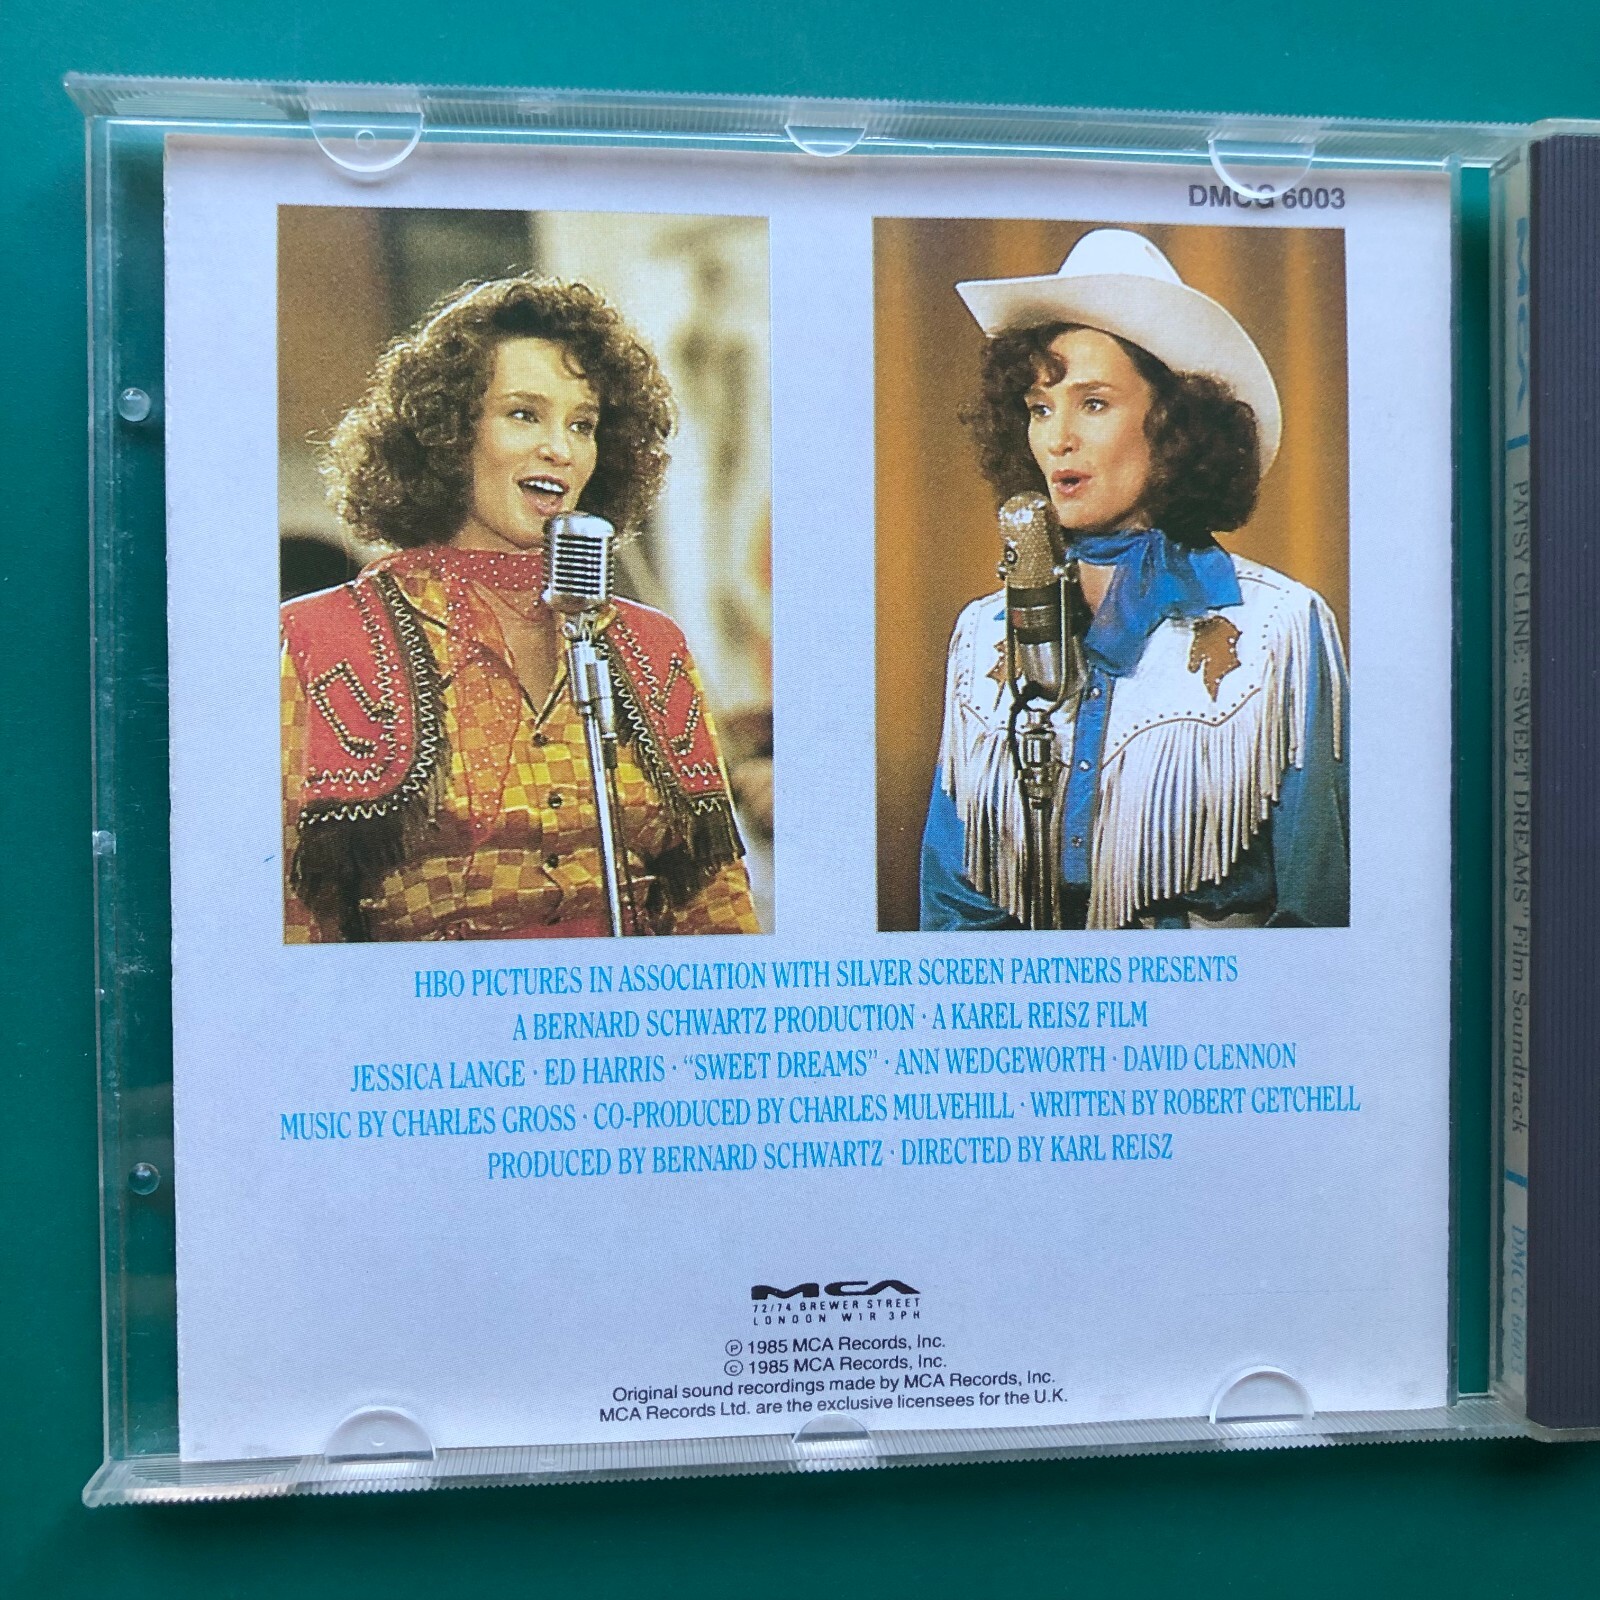 DMCG 6003
HBO PICTURES IN ASSOCIATION WITH SILVER SCREEN PARTNERS PRESENTS
A BERNARD SCHWARTZ PRODUCTION · A KAREL REISZ FILM
JESSICA LANGE · ED HARRIS · “SWEET DREAMS” · ANN WEDGEWORTH · DAVID CLENNON
MUSIC BY CHARLES GROSS · CO-PRODUCED BY CHARLES MULVEHILL · WRITTEN BY ROBERT GETCHELL
PRODUCED BY BERNARD SCHWARTZ · DIRECTED BY KARL REISZ
MCA
72/74 BREWER STREET
LONDON W1R 3PH
℗ 1985 MCA Records, Inc.
© 1985 MCA Records, Inc.
Original sound recordings made by MCA Records, Inc.
MCA Records Ltd. are the exclusive licensees for the U.K.
MCA PATSY CLINE: “SWEET DREAMS” Film Soundtrack DMCG 6003